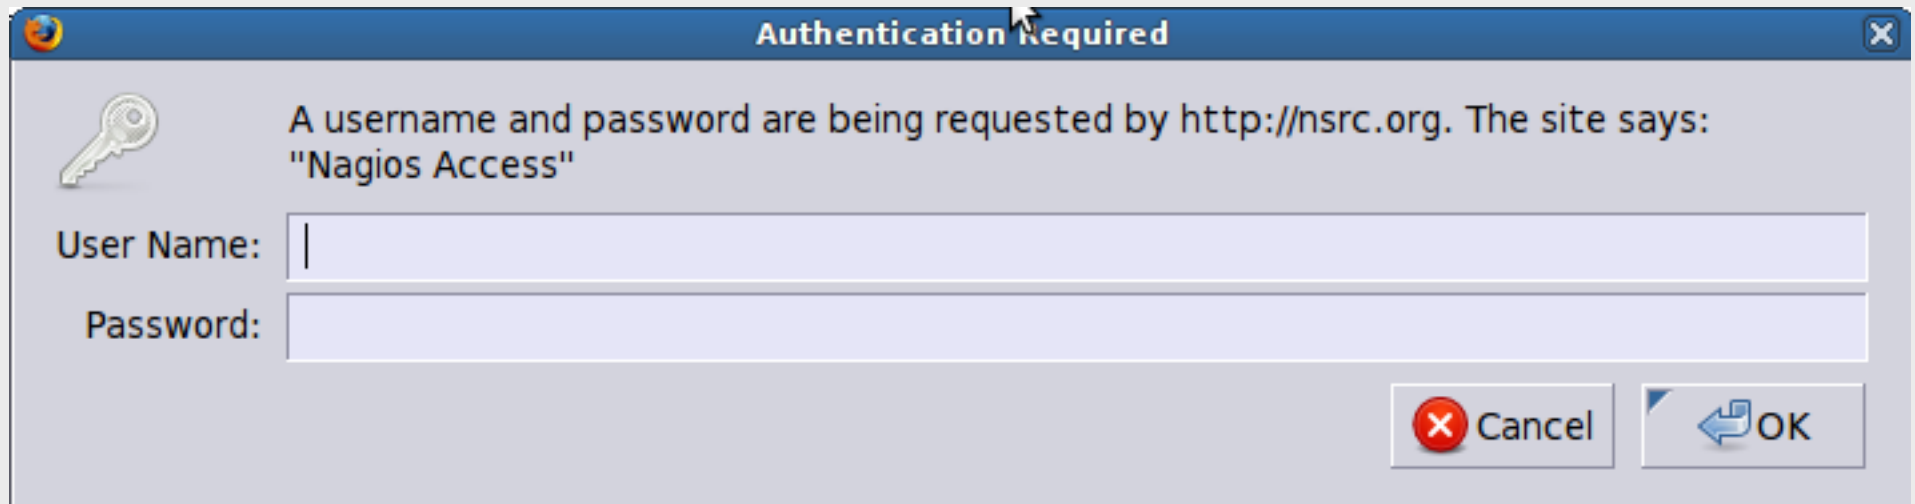 Authentication Required
A username and password are being requested by http://nsrc.org. The site says:
"Nagios Access"
User Name:
Password:
Cancel
OK